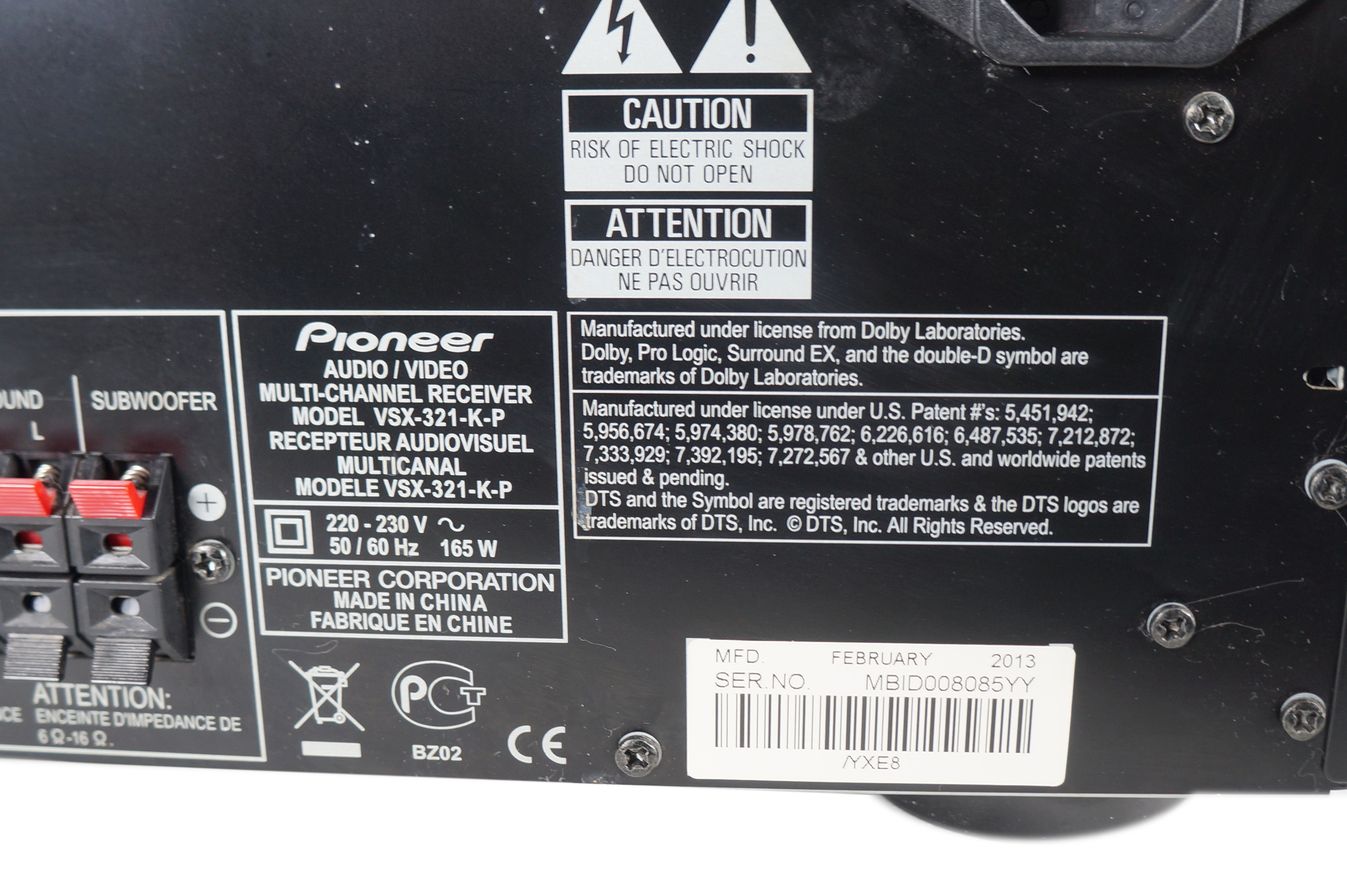 CAUTION
RISK OF ELECTRIC SHOCK
DO NOT OPEN
ATTENTION
DANGER D'ELECTROCUTION
NE PAS OUVRIR
L
SUBWOOFER
+
−
ATTENTION:
ENCEINTE D'IMPEDANCE DE
6 Ω-16 Ω.
Pioneer
AUDIO / VIDEO
MULTI-CHANNEL RECEIVER
MODEL VSX-321-K-P
RECEPTEUR AUDIOVISUEL
MULTICANAL
MODELE VSX-321-K-P
220 - 230 V ~
50 / 60 Hz 165 W
PIONEER CORPORATION
MADE IN CHINA
FABRIQUE EN CHINE
BZ02
CE
Manufactured under license from Dolby Laboratories.
Dolby, Pro Logic, Surround EX, and the double-D symbol are
trademarks of Dolby Laboratories.
Manufactured under license under U.S. Patent #'s: 5,451,942;
5,956,674; 5,974,380; 5,978,762; 6,226,616; 6,487,535; 7,212,872;
7,333,929; 7,392,195; 7,272,567 & other U.S. and worldwide patents
issued & pending.
DTS and the Symbol are registered trademarks & the DTS logos are
trademarks of DTS, Inc. © DTS, Inc. All Rights Reserved.
MFD. FEBRUARY 2013
SER.NO. MBID008085YY
/YXE8